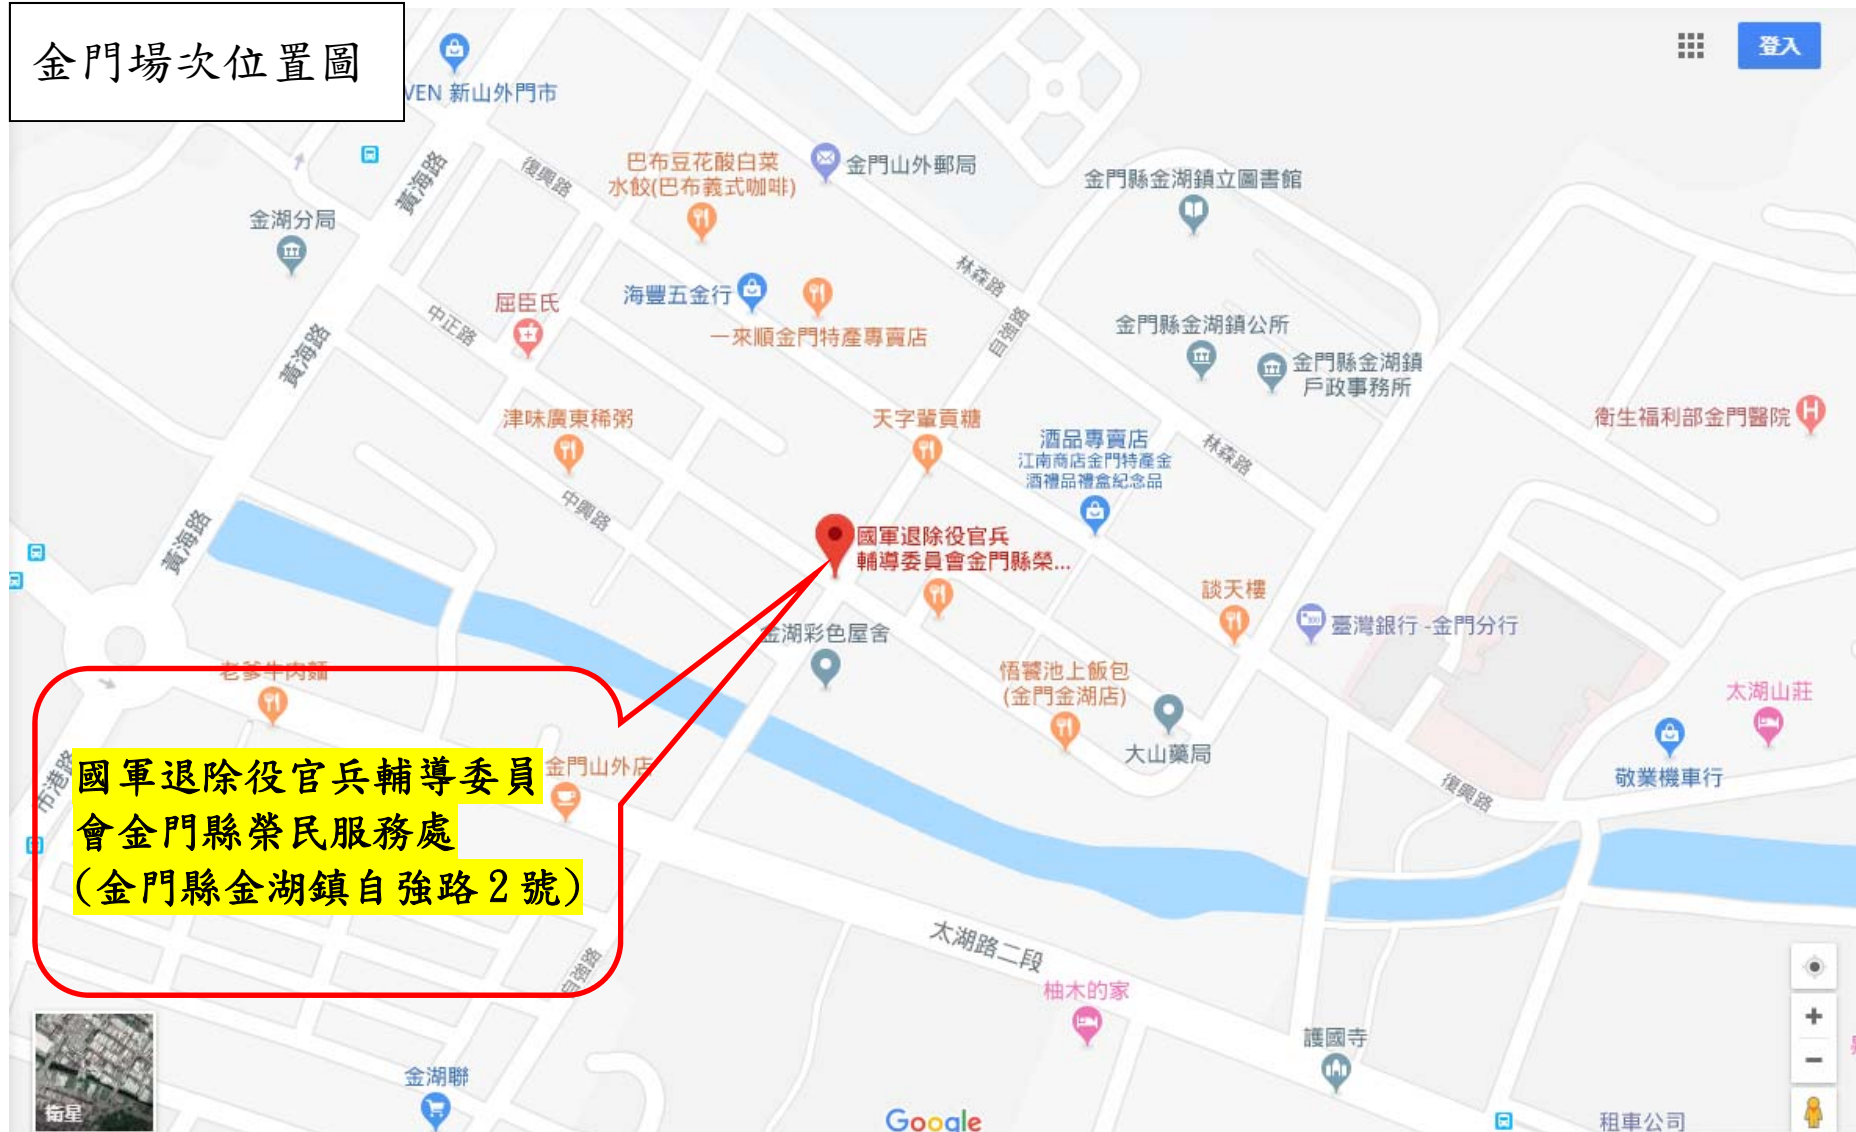 金門場次位置圖
登入
VEN 新山外門市
黃海路
復興路
巴布豆花酸白菜
水餃(巴布義式咖啡)
金門山外郵局
金門縣金湖鎮立圖書館
金湖分局
林森路
屈臣氏
海豐五金行
中正路
一來順金門特產專賣店
自強路
金門縣金湖鎮公所
金門縣金湖鎮
戶政事務所
黃海路
津味廣東稀粥
天字輩貢糖
酒品專賣店
江南商店金門特產金
酒禮品禮盒紀念品
林森路
衛生福利部金門醫院
中興路
黃海路
國軍退除役官兵
輔導委員會金門縣榮...
談天樓
臺灣銀行 -金門分行
金湖彩色屋舍
老爹牛肉麵
悟饕池上飯包
(金門金湖店)
太湖山莊
大山藥局
敬業機車行
復興路
市港路
金門山外店
國軍退除役官兵輔導委員
會金門縣榮民服務處
(金門縣金湖鎮自強路2號)
太湖路二段
自強路
柚木的家
護國寺
金湖聯
衛星
Google
租車公司